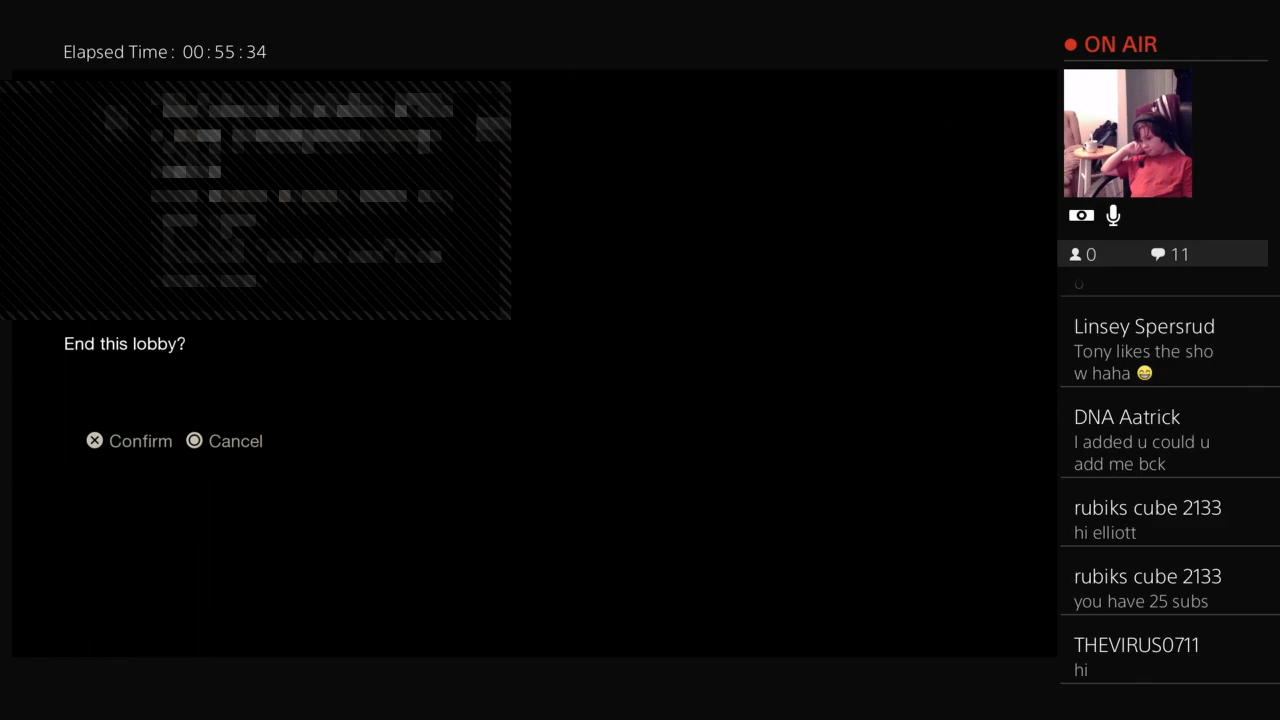 Elapsed Time: 00:55:34
ON AIR
0
11
Linsey Spersrud
Tony likes the sho
w haha 😁
DNA Aatrick
I added u could u
add me bck
rubiks cube 2133
hi elliott
rubiks cube 2133
you have 25 subs
THEVIRUS0711
hi
End this lobby?
Confirm
Cancel